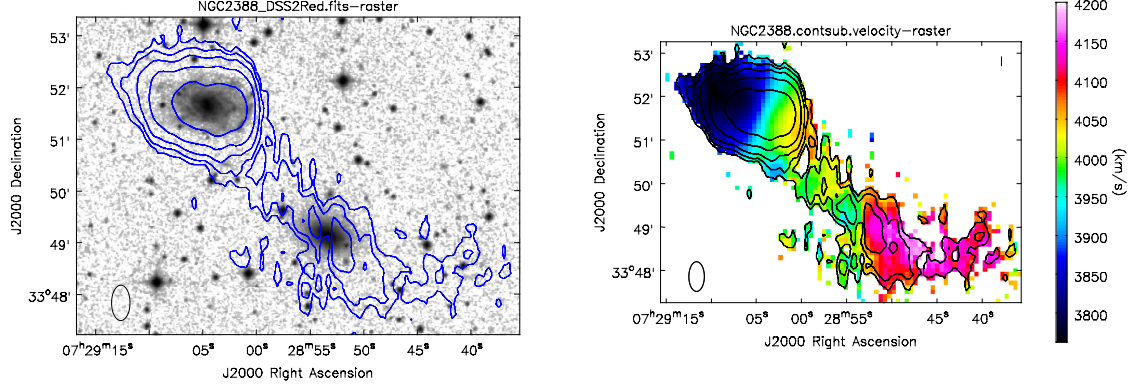 NGC2388_DSS2Red.fits-raster
53'
52'
51'
50'
49'
33°48'
J2000 Declination
07ʰ29ᵐ15ˢ
05ˢ
00ˢ
28ᵐ55ˢ
50ˢ
45ˢ
40ˢ
J2000 Right Ascension
NGC2388.contsub.velocity-raster
53'
52'
51'
50'
49'
33°48'
J2000 Declination
07ʰ29ᵐ15ˢ
05ˢ
00ˢ
28ᵐ55ˢ
45ˢ
40ˢ
J2000 Right Ascension
4200
4150
4100
4050
4000
3950
3900
3850
3800
(km/s)